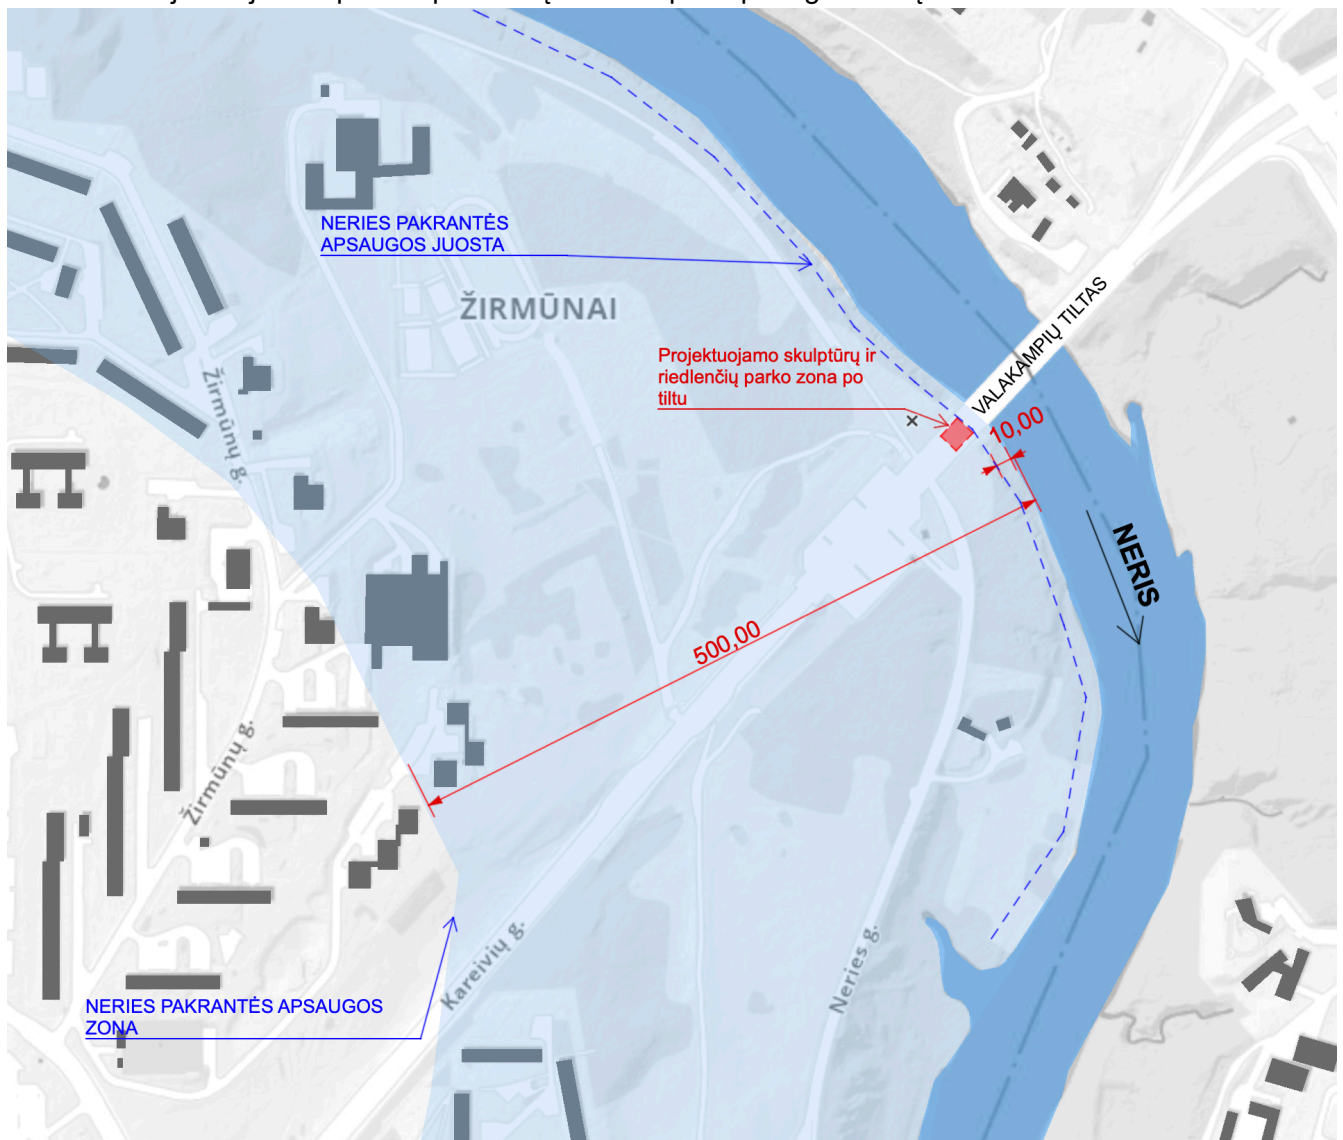 NERIES PAKRANTĖS
APSAUGOS JUOSTA
ŽIRMŪNAI
VALAKAMPIŲ TILTAS
Projektuojamo skulptūrų ir
riedlenčių parko zona po
tiltu
10,00
Žirmūnų g.
NERIS
500,00
Žirmūnų g.
Kareivių g.
Neries g.
NERIES PAKRANTĖS APSAUGOS
ZONA